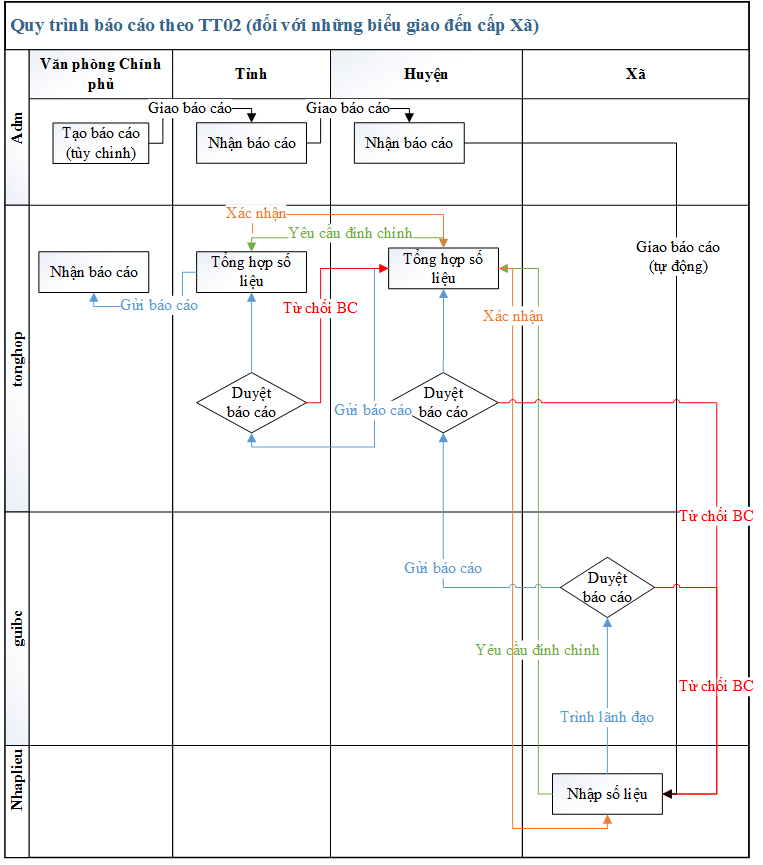 Quy trình báo cáo theo TT02 (đối với những biểu giao đến cấp Xã)
Văn phòng Chính
phủ
Tỉnh
Huyện
Xã
Adm
Giao báo cáo
Giao báo cáo
Tạo báo cáo
(tùy chỉnh)
Nhận báo cáo
Nhận báo cáo
tonghop
Xác nhận
Yêu cầu đính chính
Giao báo cáo
(tự động)
Nhận báo cáo
Tổng hợp số
liệu
Tổng hợp số
liệu
Gửi báo cáo
Từ chối BC
Xác nhận
Duyệt
báo cáo
Gửi báo cáo
Duyệt
báo cáo
Từ chối BC
guibc
Gửi báo cáo
Duyệt
báo cáo
Yêu cầu đính chính
Từ chối BC
Trình lãnh đạo
Nhaplieu
Nhập số liệu